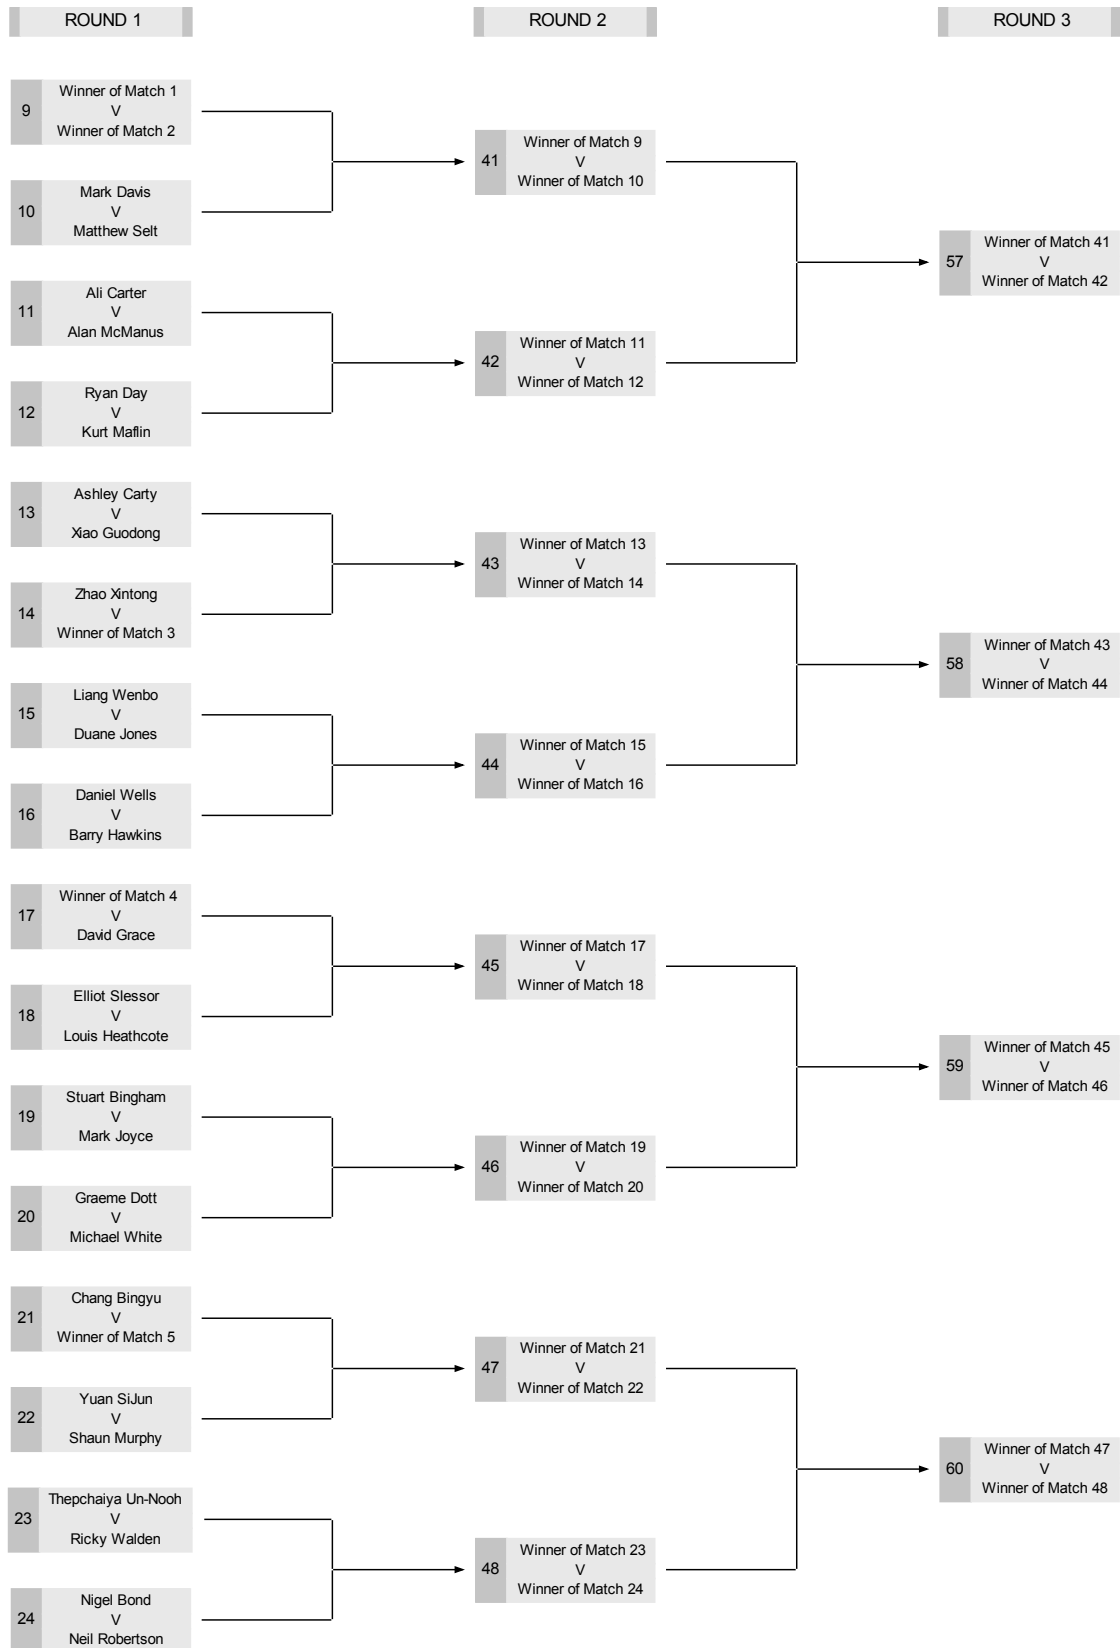 ROUND 1
ROUND 2
ROUND 3
9
Winner of Match 1
V
Winner of Match 2
10
Mark Davis
V
Matthew Selt
11
Ali Carter
V
Alan McManus
12
Ryan Day
V
Kurt Maflin
13
Ashley Carty
V
Xiao Guodong
14
Zhao Xintong
V
Winner of Match 3
15
Liang Wenbo
V
Duane Jones
16
Daniel Wells
V
Barry Hawkins
17
Winner of Match 4
V
David Grace
18
Elliot Slessor
V
Louis Heathcote
19
Stuart Bingham
V
Mark Joyce
20
Graeme Dott
V
Michael White
21
Chang Bingyu
V
Winner of Match 5
22
Yuan SiJun
V
Shaun Murphy
23
Thepchaiya Un-Nooh
V
Ricky Walden
24
Nigel Bond
V
Neil Robertson
41
Winner of Match 9
V
Winner of Match 10
42
Winner of Match 11
V
Winner of Match 12
43
Winner of Match 13
V
Winner of Match 14
44
Winner of Match 15
V
Winner of Match 16
45
Winner of Match 17
V
Winner of Match 18
46
Winner of Match 19
V
Winner of Match 20
47
Winner of Match 21
V
Winner of Match 22
48
Winner of Match 23
V
Winner of Match 24
57
Winner of Match 41
V
Winner of Match 42
58
Winner of Match 43
V
Winner of Match 44
59
Winner of Match 45
V
Winner of Match 46
60
Winner of Match 47
V
Winner of Match 48